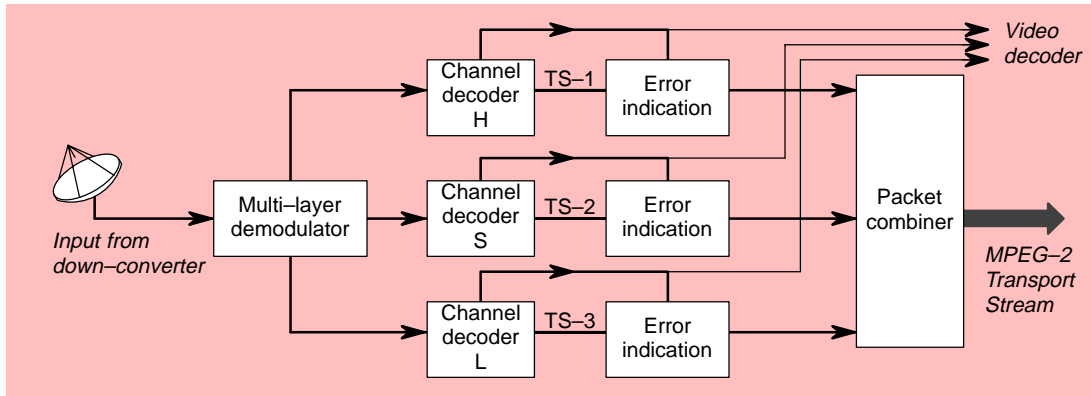 Video
decoder
Channel
decoder
H
TS–1
Error
indication
Multi–layer
demodulator
Channel
decoder
S
TS–2
Error
indication
Packet
combiner
Input from
down–converter
MPEG–2
Transport
Stream
Channel
decoder
L
TS–3
Error
indication